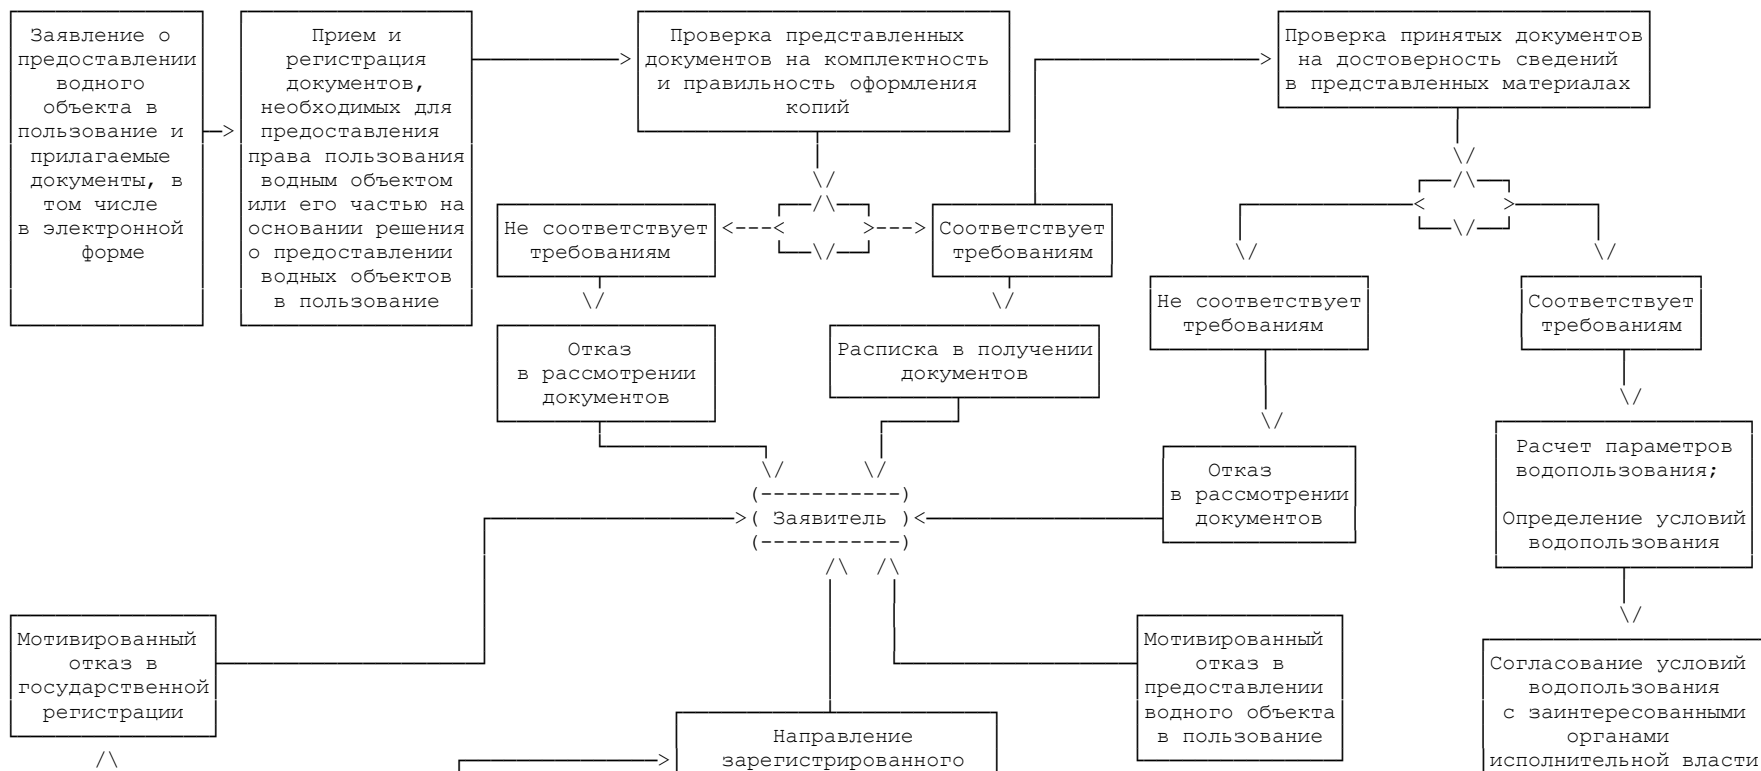 Заявление о
предоставлении
водного
объекта в
пользование и
прилагаемые
документы, в
том числе
в электронной
форме
Прием и
регистрация
документов,
необходимых для
предоставления
права пользования
водным объектом
или его частью на
основании решения
о предоставлении
водных объектов
в пользование
Проверка представленных
документов на комплектность
и правильность оформления
копий
Проверка принятых документов
на достоверность сведений
в представленных материалах
Не соответствует
требованиям
Соответствует
требованиям
Не соответствует
требованиям
Соответствует
требованиям
Отказ
в рассмотрении
документов
Расписка в получении
документов
Отказ
в рассмотрении
документов
Расчет параметров
водопользования;
Определение условий
водопользования
Заявитель
Мотивированный
отказ в
государственной
регистрации
Направление
зарегистрированного
Мотивированный
отказ в
предоставлении
водного объекта
в пользование
Согласование условий
водопользования
с заинтересованными
органами
исполнительной власти